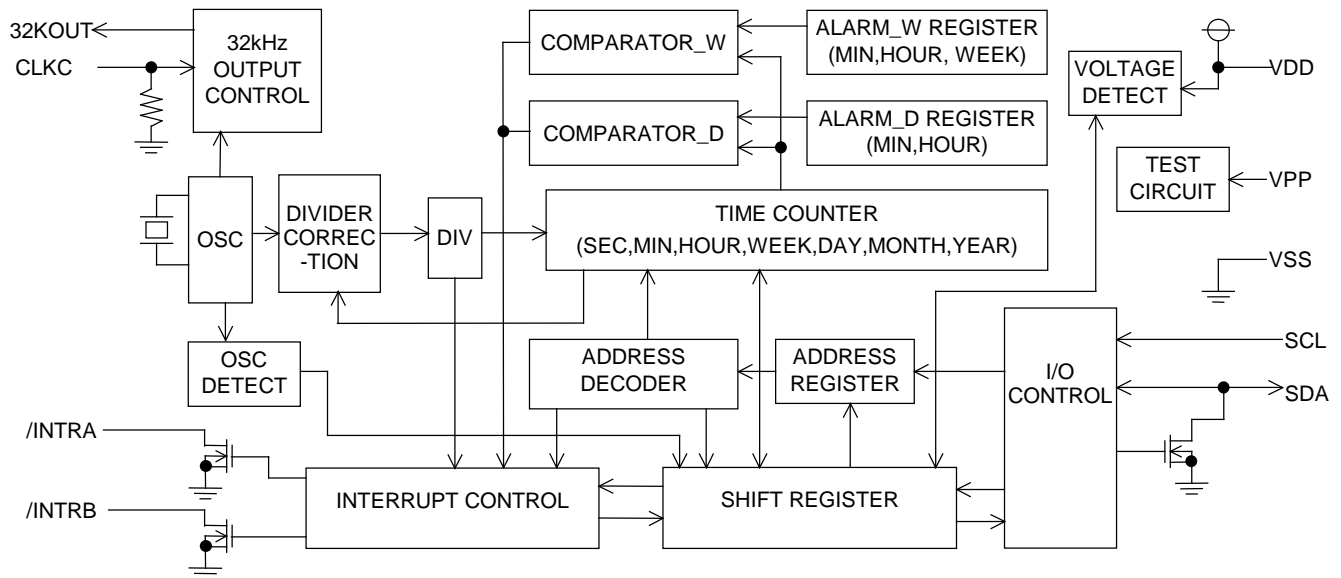 32KOUT
CLKC
32kHz
OUTPUT
CONTROL
COMPARATOR_W
ALARM_W REGISTER
(MIN,HOUR, WEEK)
VOLTAGE
DETECT
VDD
COMPARATOR_D
ALARM_D REGISTER
(MIN,HOUR)
TEST
CIRCUIT
VPP
OSC
DIVIDER
CORREC
-TION
DIV
TIME COUNTER
(SEC,MIN,HOUR,WEEK,DAY,MONTH,YEAR)
VSS
OSC
DETECT
ADDRESS
DECODER
ADDRESS
REGISTER
I/O
CONTROL
SCL
SDA
/INTRA
/INTRB
INTERRUPT CONTROL
SHIFT REGISTER